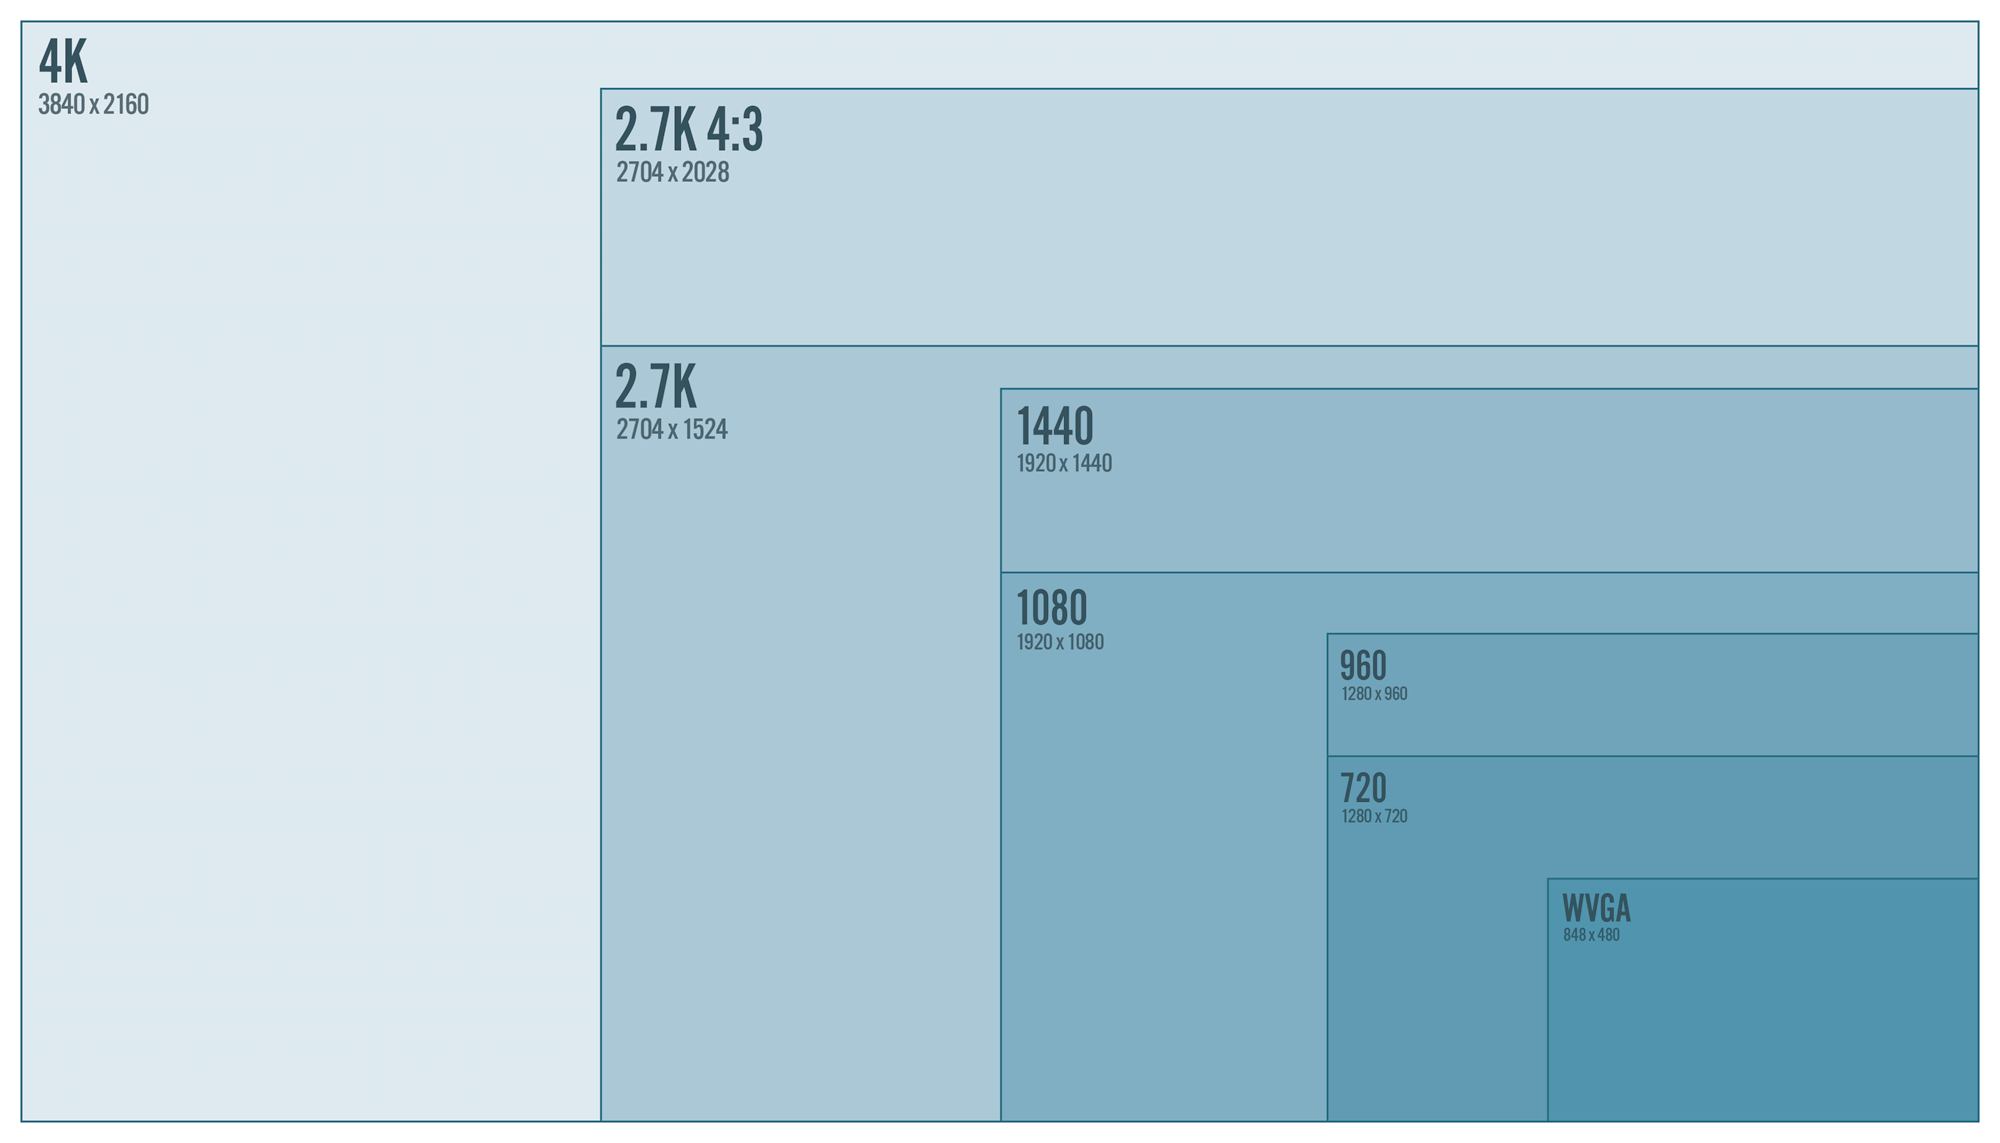 4K
3840 x 2160
2.7K 4:3
2704 x 2028
2.7K
2704 x 1524
1440
1920 x 1440
1080
1920 x 1080
960
1280 x 960
720
1280 x 720
WVGA
848 x 480